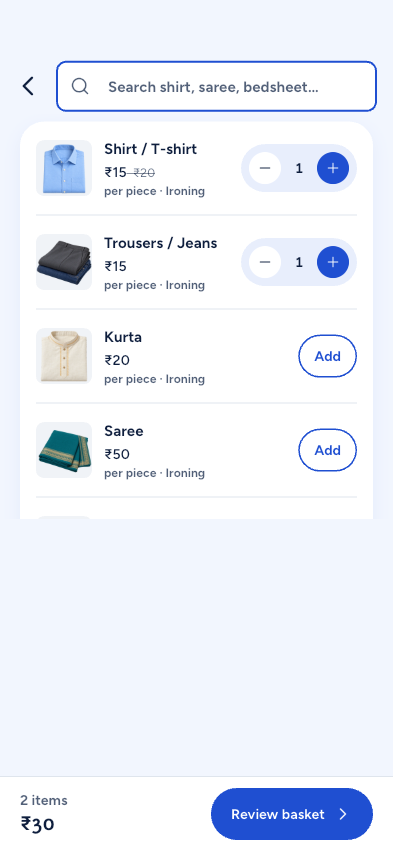 Search shirt, saree, bedsheet...
Shirt / T-shirt
₹15 ₹20
per piece · Ironing
1
Trousers / Jeans
₹15
per piece · Ironing
1
Kurta
₹20
per piece · Ironing
Add
Saree
₹50
per piece · Ironing
Add
2 items
₹30
Review basket